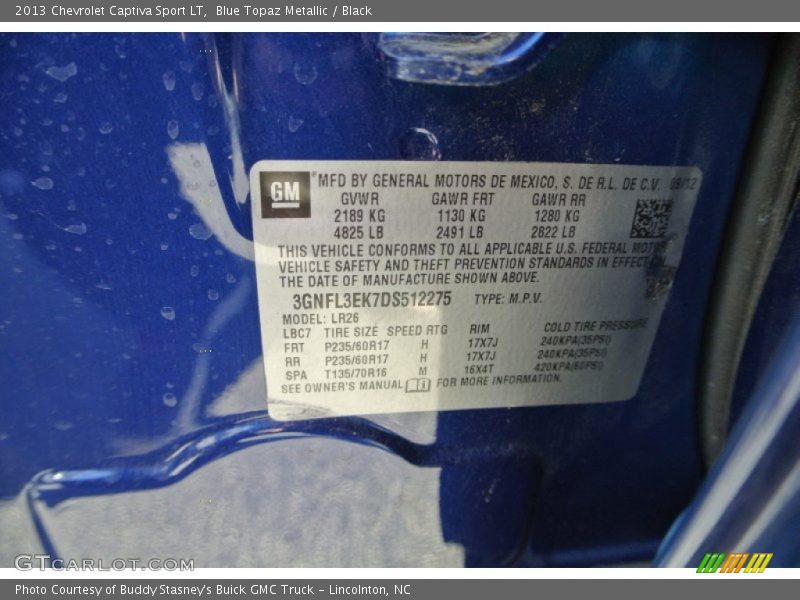 2013 Chevrolet Captiva Sport LT,  Blue Topaz Metallic / Black
GM ® MFD BY GENERAL MOTORS DE MEXICO, S. DE R.L. DE C.V. 09/12
GVWR GAWR FRT GAWR RR
2189 KG 1130 KG 1280 KG
4825 LB 2491 LB 2822 LB
THIS VEHICLE CONFORMS TO ALL APPLICABLE U.S. FEDERAL MOTOR
VEHICLE SAFETY AND THEFT PREVENTION STANDARDS IN EFFECT ON
THE DATE OF MANUFACTURE SHOWN ABOVE.
3GNFL3EK7DS512275 TYPE: M.P.V.
MODEL: LR26
LBC7 TIRE SIZE SPEED RTG RIM COLD TIRE PRESSURE
FRT P235/60R17 H 17X7J 240KPA(35PSI)
RR P235/60R17 H 17X7J 240KPA(35PSI)
SPA T135/70R16 M 16X4T 420KPA(60PSI)
SEE OWNER'S MANUAL FOR MORE INFORMATION.
GTCarlot.com
Photo Courtesy of Buddy Stasney's Buick GMC Truck - Lincolnton, NC